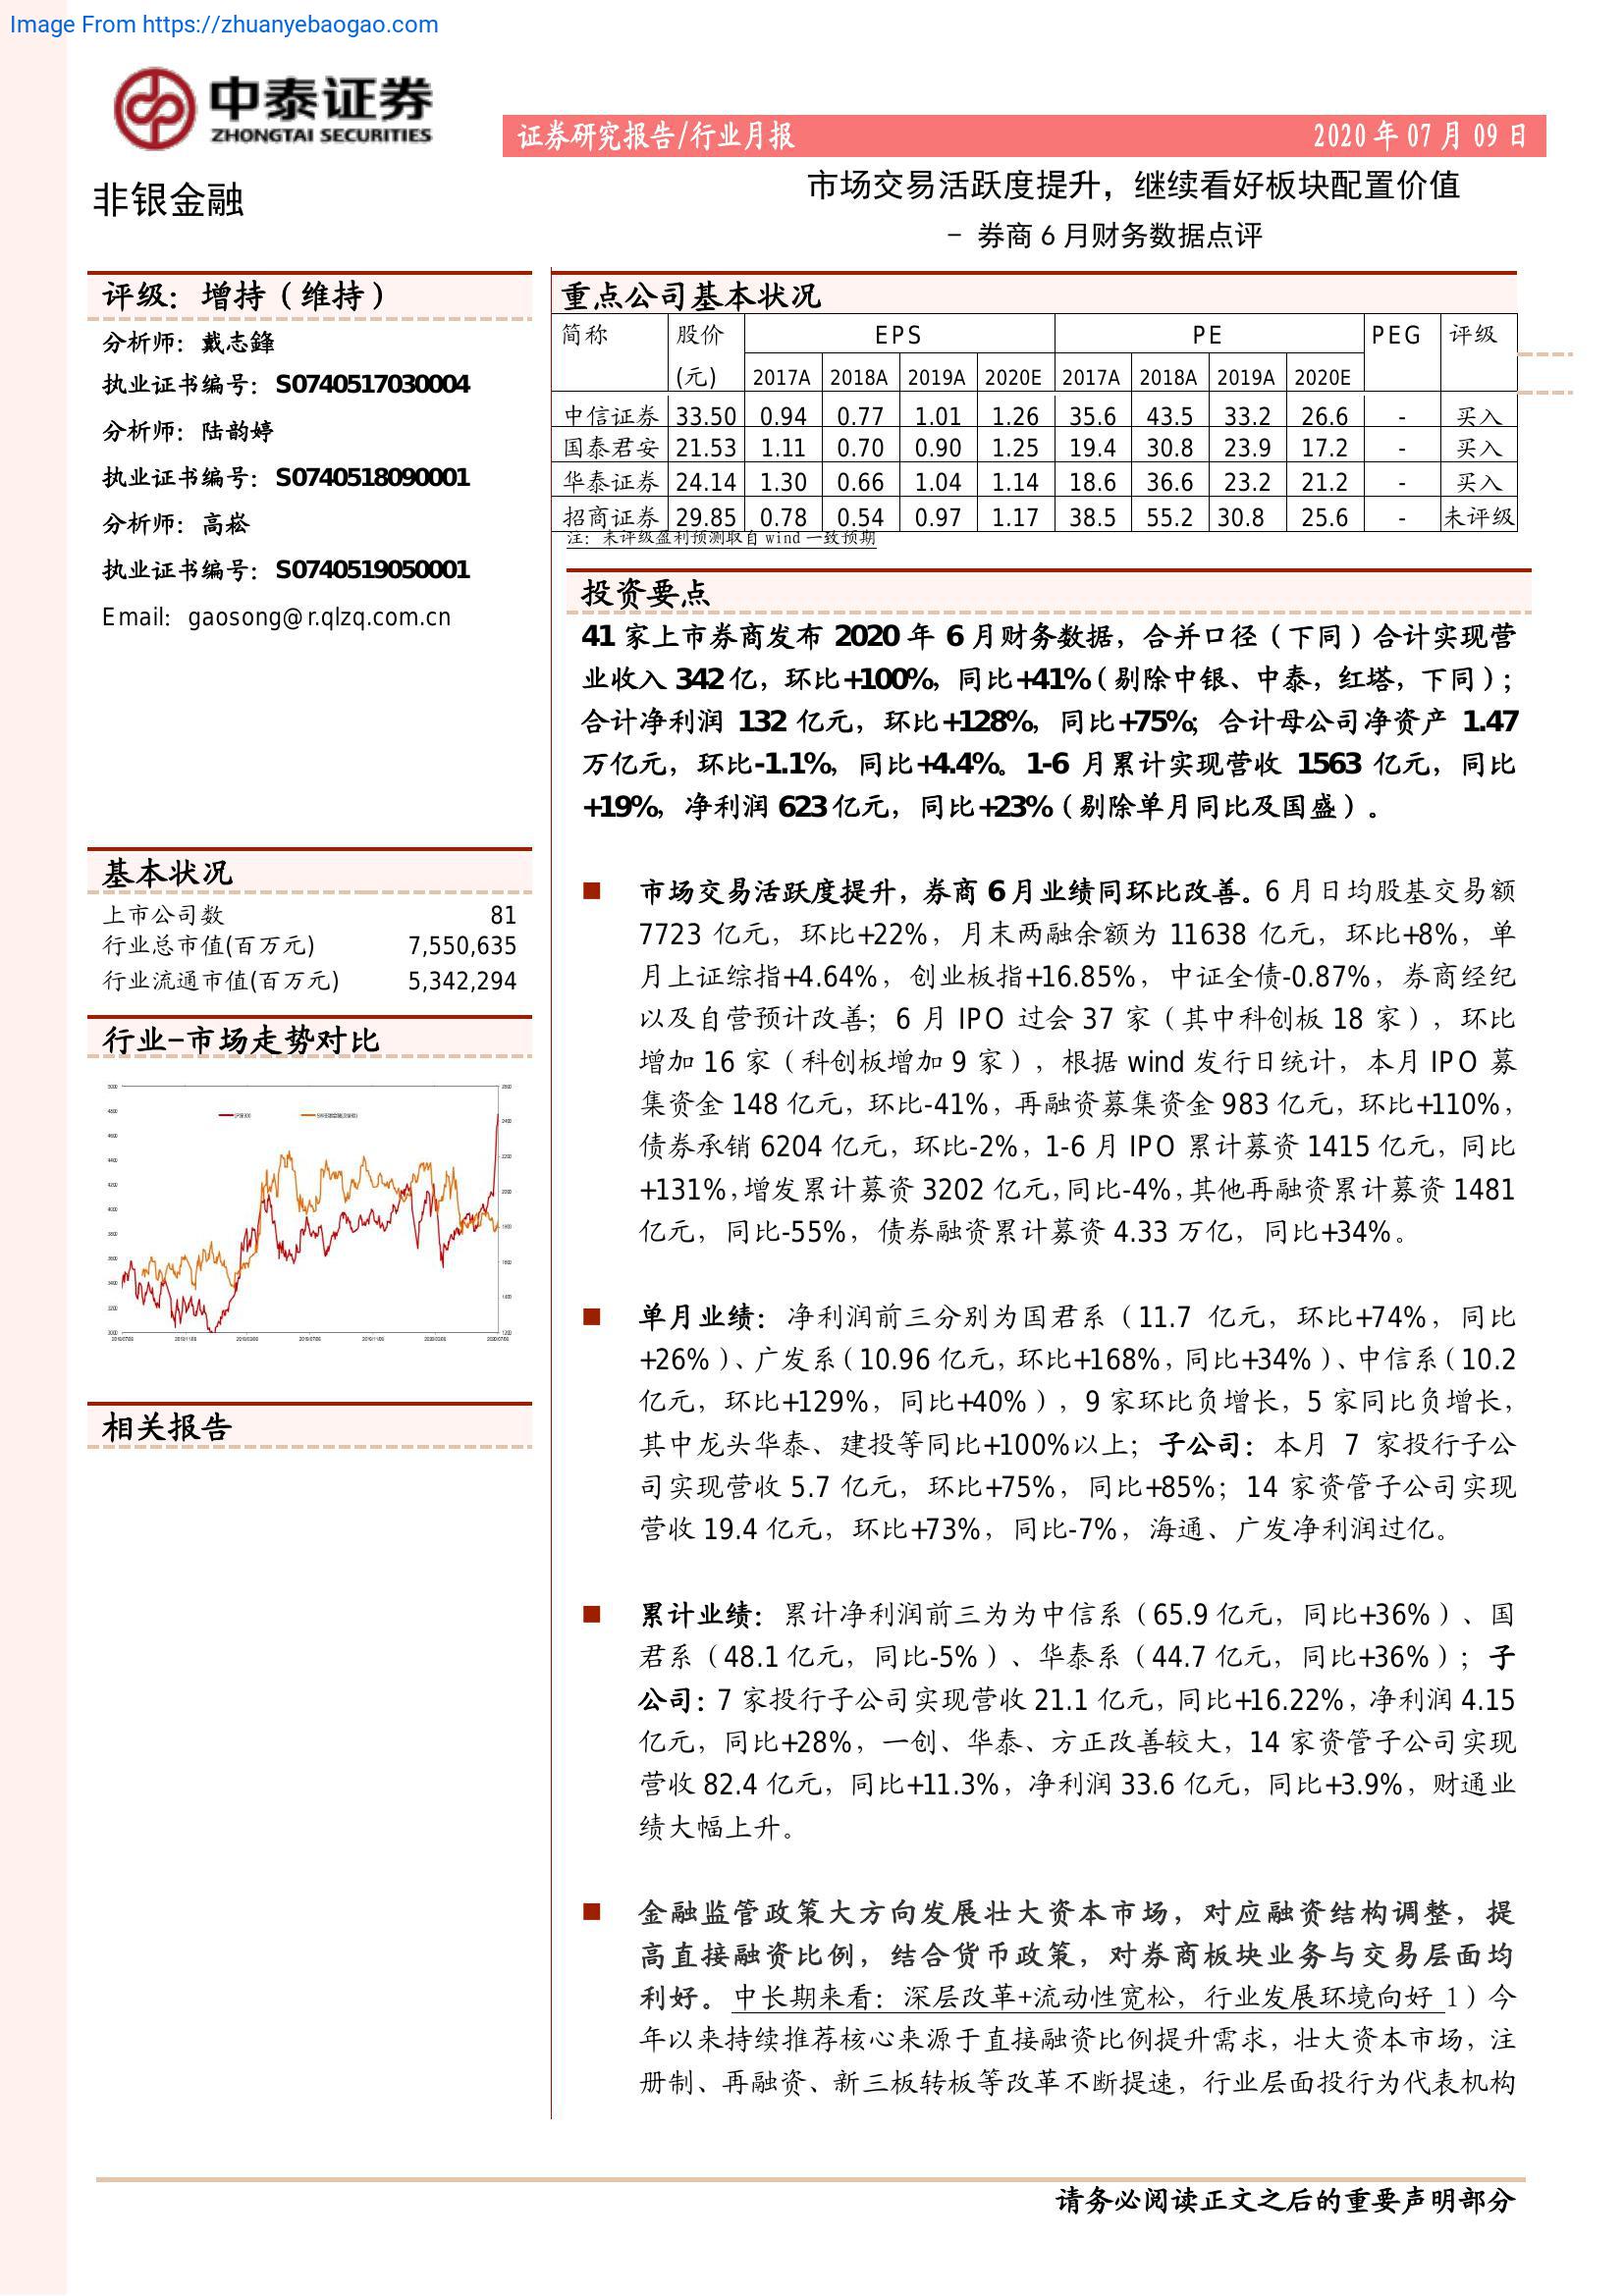 Image From https://zhuanyebaogao.com
中泰证券
ZHONGTAI SECURITIES
证券研究报告/行业月报
2020 年 07 月 09 日
非银金融
市场交易活跃度提升，继续看好板块配置价值
– 券商 6 月财务数据点评
评级：增持（维持）
分析师：戴志鋒
执业证书编号：S0740517030004
分析师：陆韵婷
执业证书编号：S0740518090001
分析师：高崧
执业证书编号：S0740519050001
Email: gaosong@r.qlzq.com.cn
基本状况
上市公司数 81
行业总市值(百万元) 7,550,635
行业流通市值(百万元) 5,342,294
行业-市场走势对比
相关报告
重点公司基本状况
简称 股价 EPS PE PEG 评级
(元) 2017A 2018A 2019A 2020E 2017A 2018A 2019A 2020E
中信证券 33.50 0.94 0.77 1.01 1.26 35.6 43.5 33.2 26.6 - 买入
国泰君安 21.53 1.11 0.70 0.90 1.25 19.4 30.8 23.9 17.2 - 买入
华泰证券 24.14 1.30 0.66 1.04 1.14 18.6 36.6 23.2 21.2 - 买入
招商证券 29.85 0.78 0.54 0.97 1.17 38.5 55.2 30.8 25.6 - 未评级
注：未评级盈利预测取自 wind 一致预期
投资要点
41 家上市券商发布 2020 年 6 月财务数据，合并口径（下同）合计实现营
业收入 342 亿，环比+100%，同比+41%（剔除中银、中泰，红塔，下同）；
合计净利润 132 亿元，环比+128%，同比+75%；合计母公司净资产 1.47
万亿元，环比-1.1%，同比+4.4%。1-6 月累计实现营收 1563 亿元，同比
+19%，净利润 623 亿元，同比+23%（剔除单月同比及国盛）。
■ 市场交易活跃度提升，券商 6 月业绩同环比改善。6 月日均股基交易额
7723 亿元，环比+22%，月末两融余额为 11638 亿元，环比+8%，单
月上证综指+4.64%，创业板指+16.85%，中证全债-0.87%，券商经纪
以及自营预计改善；6 月 IPO 过会 37 家（其中科创板 18 家），环比
增加 16 家（科创板增加 9 家），根据 wind 发行日统计，本月 IPO 募
集资金 148 亿元，环比-41%，再融资募集资金 983 亿元，环比+110%，
债券承销 6204 亿元，环比-2%，1-6 月 IPO 累计募资 1415 亿元，同比
+131%，增发累计募资 3202 亿元，同比-4%，其他再融资累计募资 1481
亿元，同比-55%，债券融资累计募资 4.33 万亿，同比+34%。
■ 单月业绩：净利润前三分别为国君系（11.7 亿元，环比+74%，同比
+26%）、广发系（10.96 亿元，环比+168%，同比+34%）、中信系（10.2
亿元，环比+129%，同比+40%），9 家环比负增长，5 家同比负增长，
其中龙头华泰、建投等同比+100%以上；子公司：本月 7 家投行子公
司实现营收 5.7 亿元，环比+75%，同比+85%；14 家资管子公司实现
营收 19.4 亿元，环比+73%，同比-7%，海通、广发净利润过亿。
■ 累计业绩：累计净利润前三为为中信系（65.9 亿元，同比+36%）、国
君系（48.1 亿元，同比-5%）、华泰系（44.7 亿元，同比+36%）；子
公司：7 家投行子公司实现营收 21.1 亿元，同比+16.22%，净利润 4.15
亿元，同比+28%，一创、华泰、方正改善较大，14 家资管子公司实现
营收 82.4 亿元，同比+11.3%，净利润 33.6 亿元，同比+3.9%，财通业
绩大幅上升。
■ 金融监管政策大方向发展壮大资本市场，对应融资结构调整，提
高直接融资比例，结合货币政策，对券商板块业务与交易层面均
利好。中长期来看：深层改革+流动性宽松，行业发展环境向好 1）今
年以来持续推荐核心来源于直接融资比例提升需求，壮大资本市场，注
册制、再融资、新三板转板等改革不断提速，行业层面投行为代表机构
请务必阅读正文之后的重要声明部分